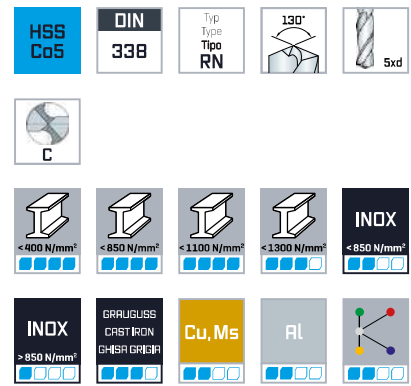 HSS
Co5
DIN
338
Typ
Type
Tipo
RN
130°
5xd
C
<400 N/mm²
<850 N/mm²
<1100 N/mm²
<1300 N/mm²
INOX
<850 N/mm²
INOX
>850 N/mm²
GRAUGUSS
CAST IRON
GHISA GRIGIA
Cu, Ms
Al